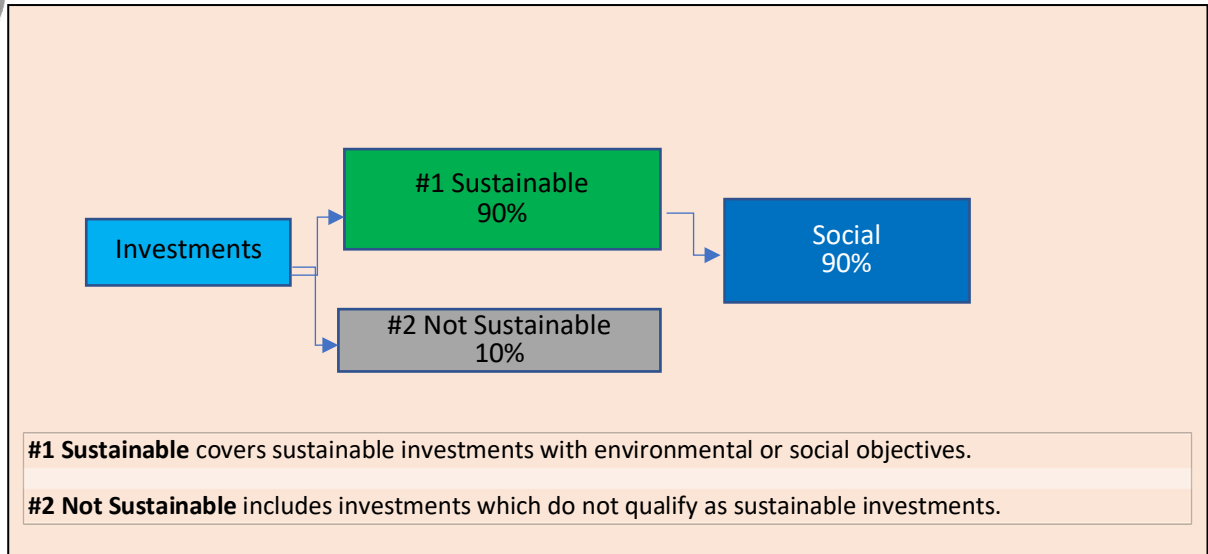 #1 Sustainable
90%
Investments
Social
90%
#2 Not Sustainable
10%
#1 Sustainable covers sustainable investments with environmental or social objectives.
#2 Not Sustainable includes investments which do not qualify as sustainable investments.